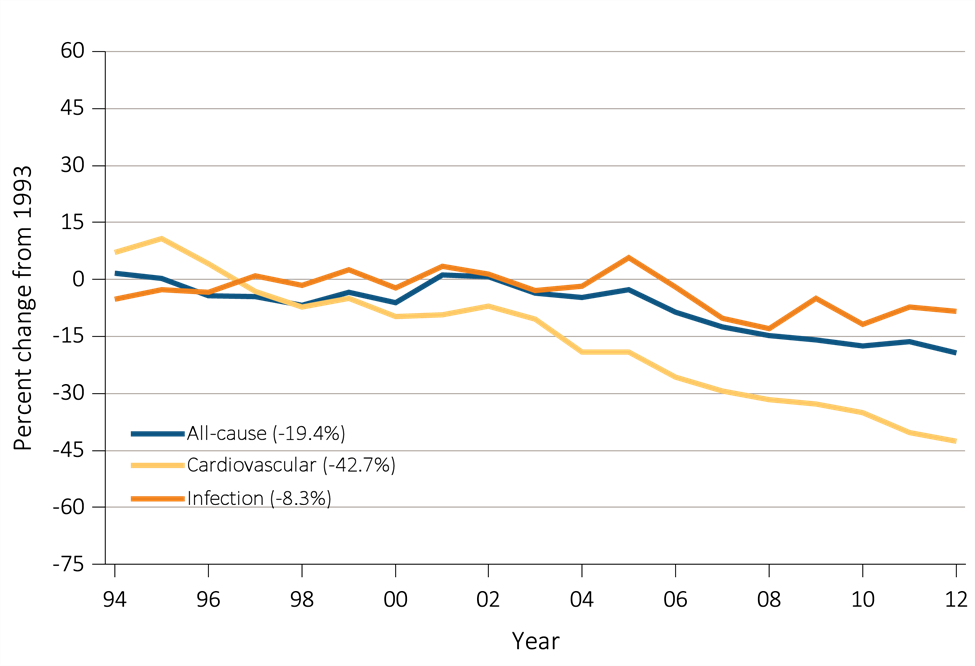 60
45
30
15
0
-15
-30
-45
-60
-75
Percent change from 1993
All-cause (-19.4%)
Cardiovascular (-42.7%)
Infection (-8.3%)
94 96 98 00 02 04 06 08 10 12
Year